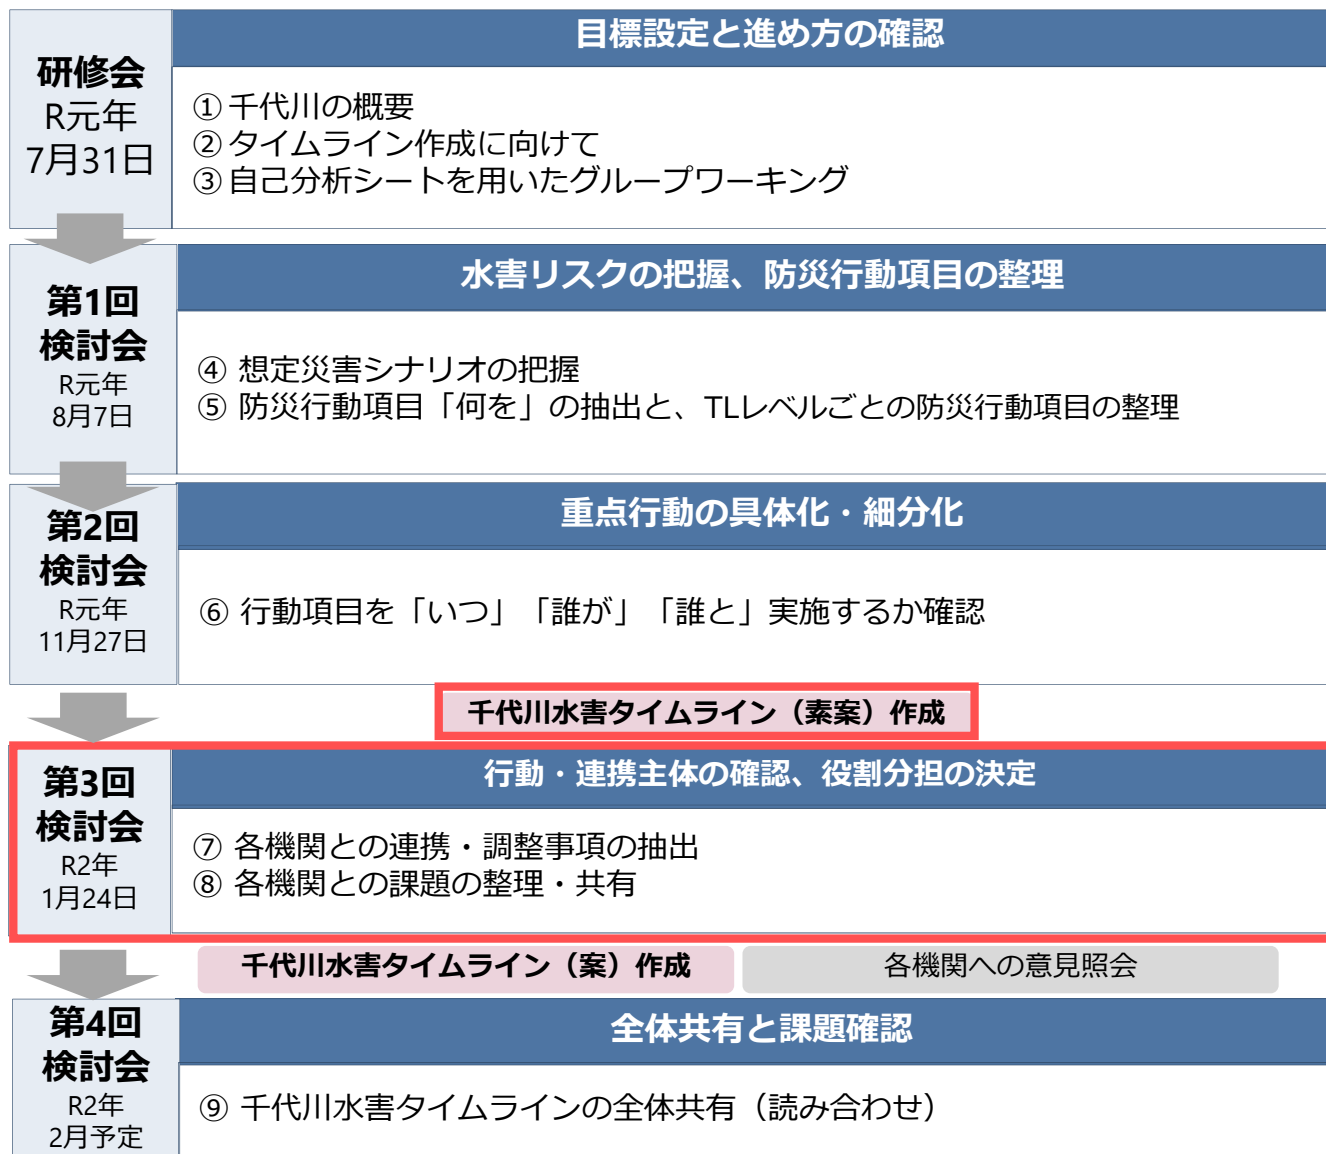 研修会
R元年
7月31日
目標設定と進め方の確認
①千代川の概要
②タイムライン作成に向けて
③自己分析シートを用いたグループワーキング
第1回
検討会
R元年
8月7日
水害リスクの把握、防災行動項目の整理
④ 想定災害シナリオの把握
⑤ 防災行動項目「何を」の抽出と、TLレベルごとの防災行動項目の整理
第2回
検討会
R元年
11月27日
重点行動の具体化・細分化
⑥ 行動項目を「いつ」「誰が」「誰と」実施するか確認
千代川水害タイムライン（素案）作成
第3回
検討会
R2年
1月24日
行動・連携主体の確認、役割分担の決定
⑦ 各機関との連携・調整事項の抽出
⑧ 各機関との課題の整理・共有
千代川水害タイムライン（案）作成
各機関への意見照会
第4回
検討会
R2年
2月予定
全体共有と課題確認
⑨ 千代川水害タイムラインの全体共有（読み合わせ）